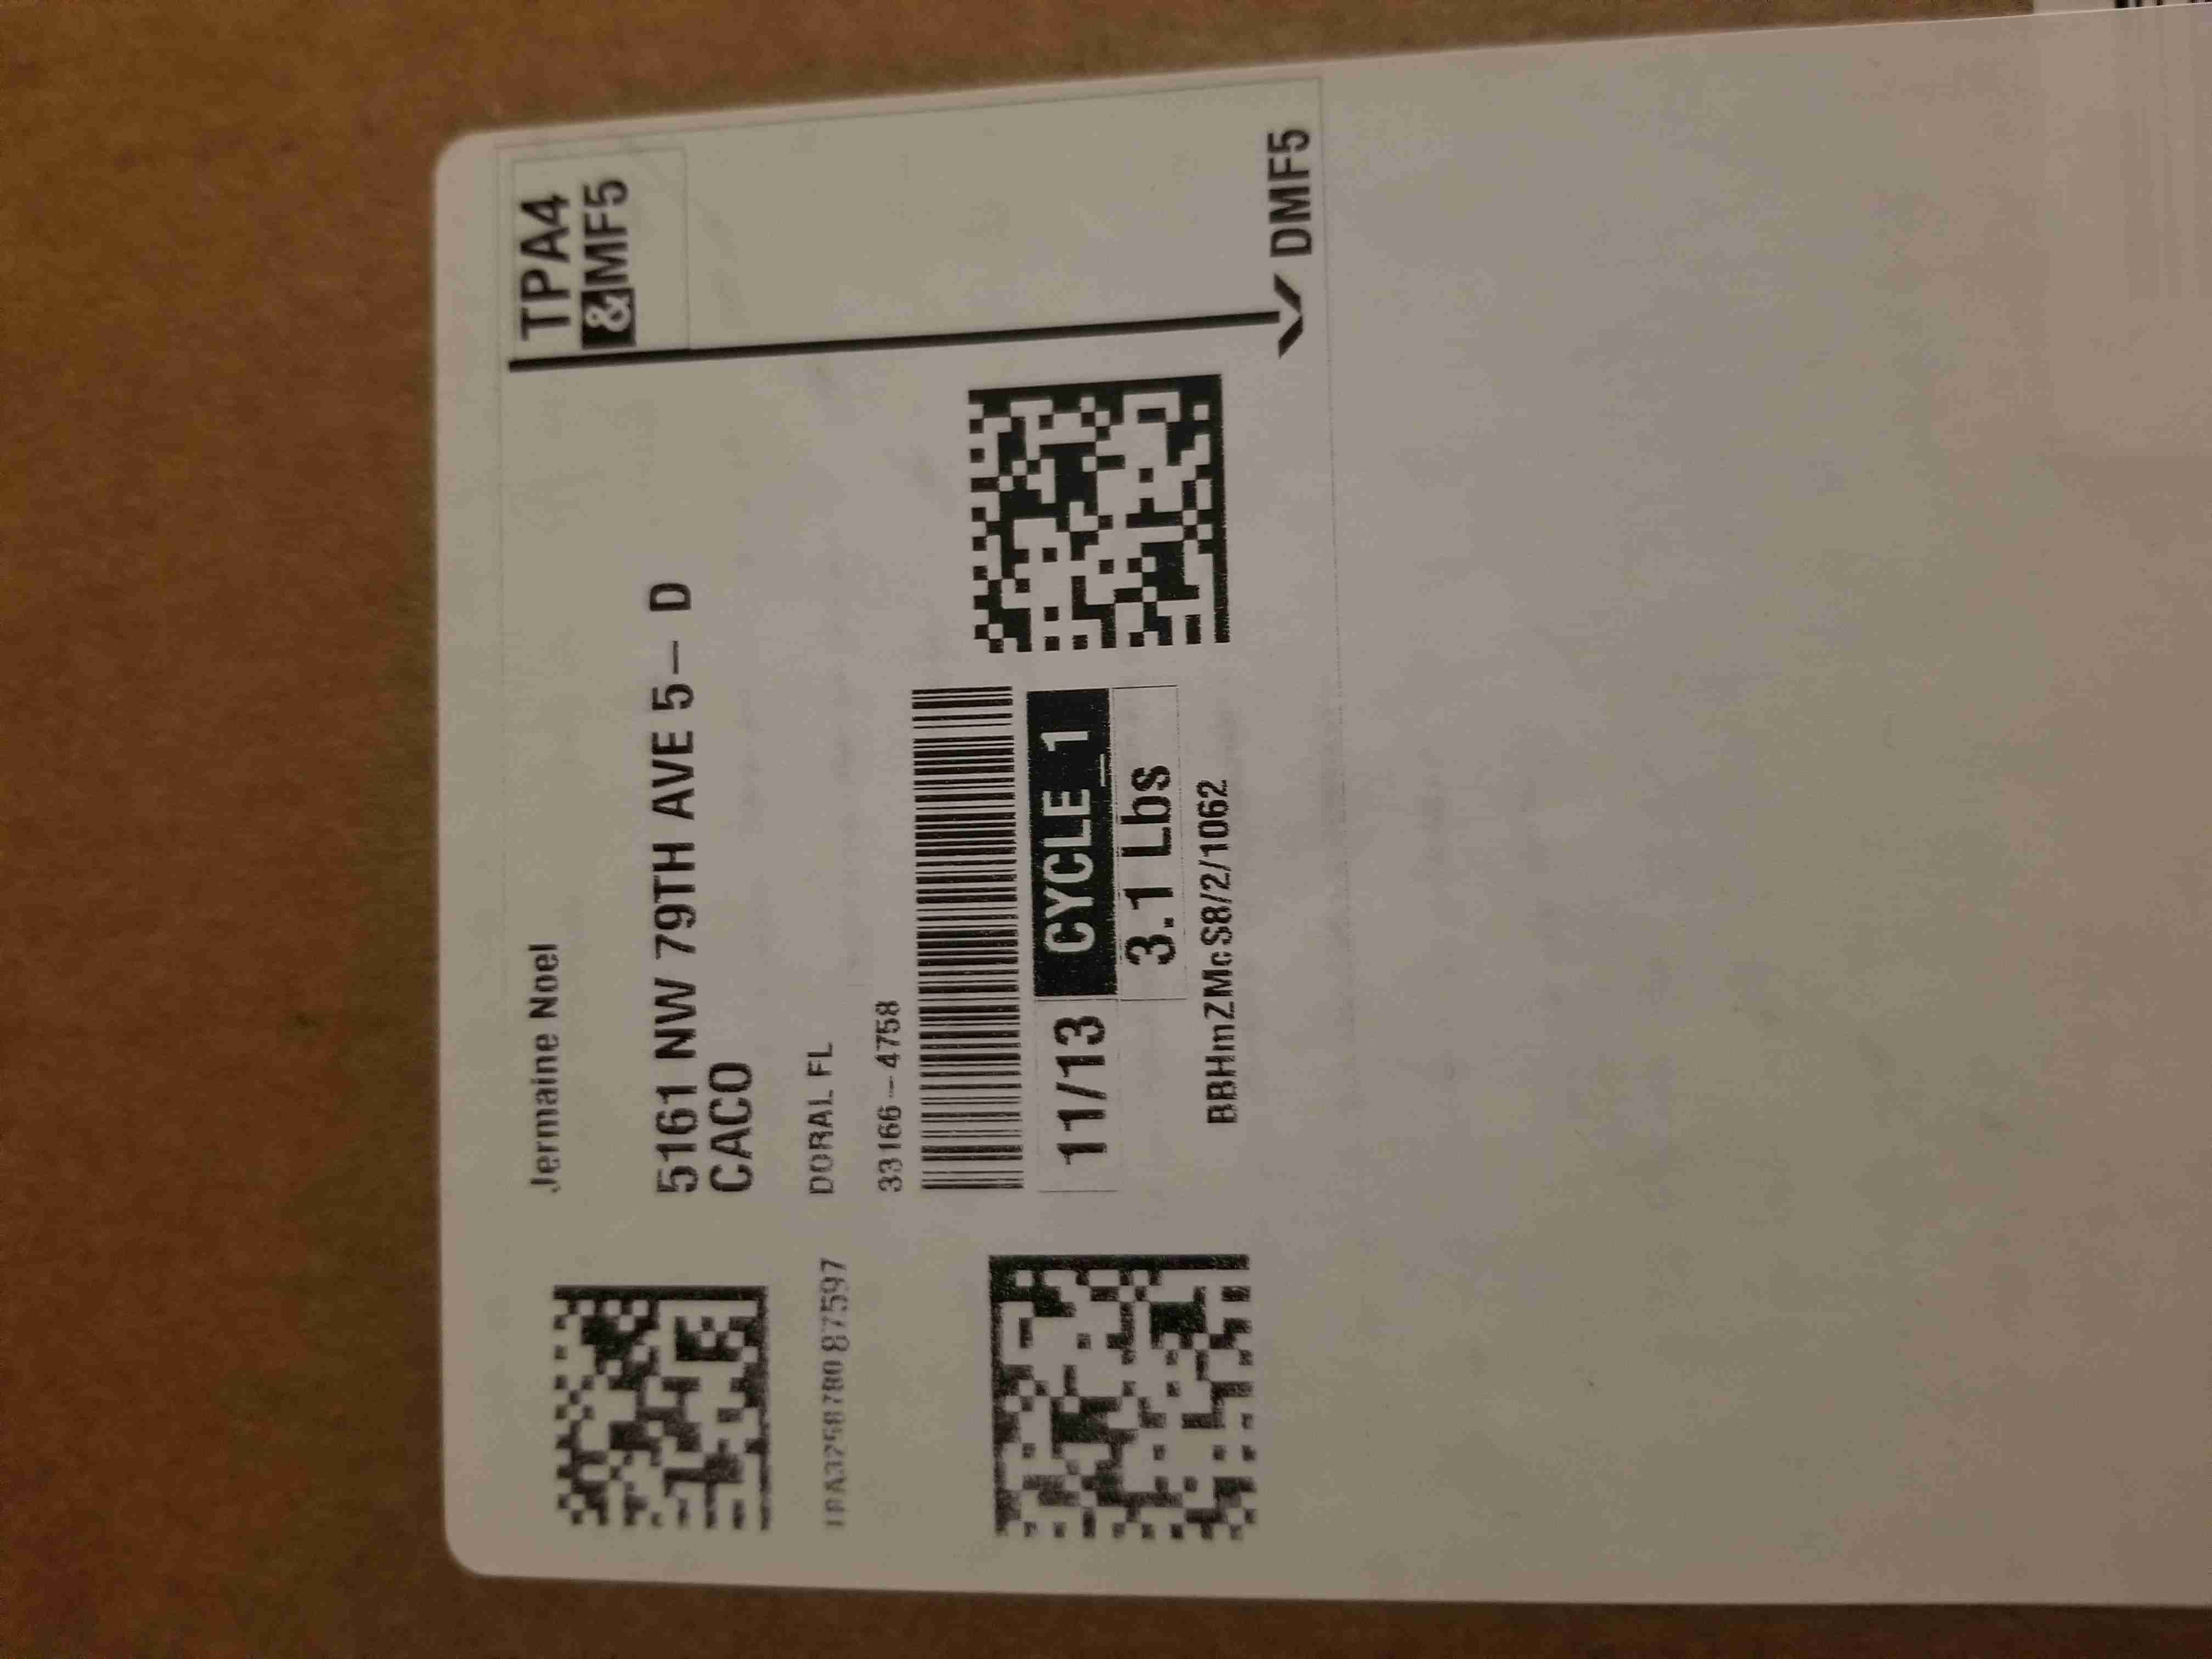 TPA4
&MF5
Jermaine Noel
5161 NW 79TH AVE 5- D
CACO
DORAL FL
33166-4758
11/13 CYCLE 1
3.1 Lbs
BBHmZMcS8/2/1062
DMF5